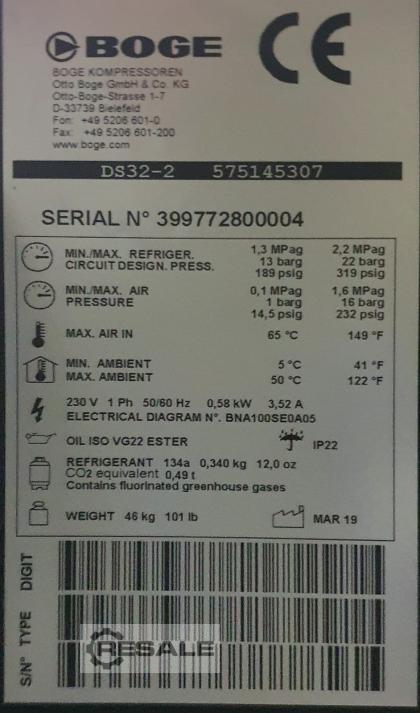 BOGE CE
BOGE KOMPRESSOREN
Otto Boge GmbH & Co. KG
Otto-Boge-Strasse 1-7
D-33739 Bielefeld
Fon: +49 5206 601-0
Fax: +49 5206 601-200
www.boge.com
DS32-2 575145307
SERIAL N° 399772800004
MIN./MAX. REFRIGER. 1,3 MPag 2,2 MPag
CIRCUIT DESIGN. PRESS. 13 barg 22 barg
189 psig 319 psig
MIN./MAX. AIR 0,1 MPag 1,6 MPag
PRESSURE 1 barg 16 barg
14,5 psig 232 psig
MAX. AIR IN 65 °C 149 °F
MIN. AMBIENT 5 °C 41 °F
MAX. AMBIENT 50 °C 122 °F
230 V 1 Ph 50/60 Hz 0,58 kW 3,52 A
ELECTRICAL DIAGRAM N°. BNA100SE0A05
OIL ISO VG22 ESTER IP22
REFRIGERANT 134a 0,340 kg 12,0 oz
CO2 equivalent 0,49 t
Contains fluorinated greenhouse gases
WEIGHT 46 kg 101 lb MAR 19
S/N° TYPE DIGIT
RESALE